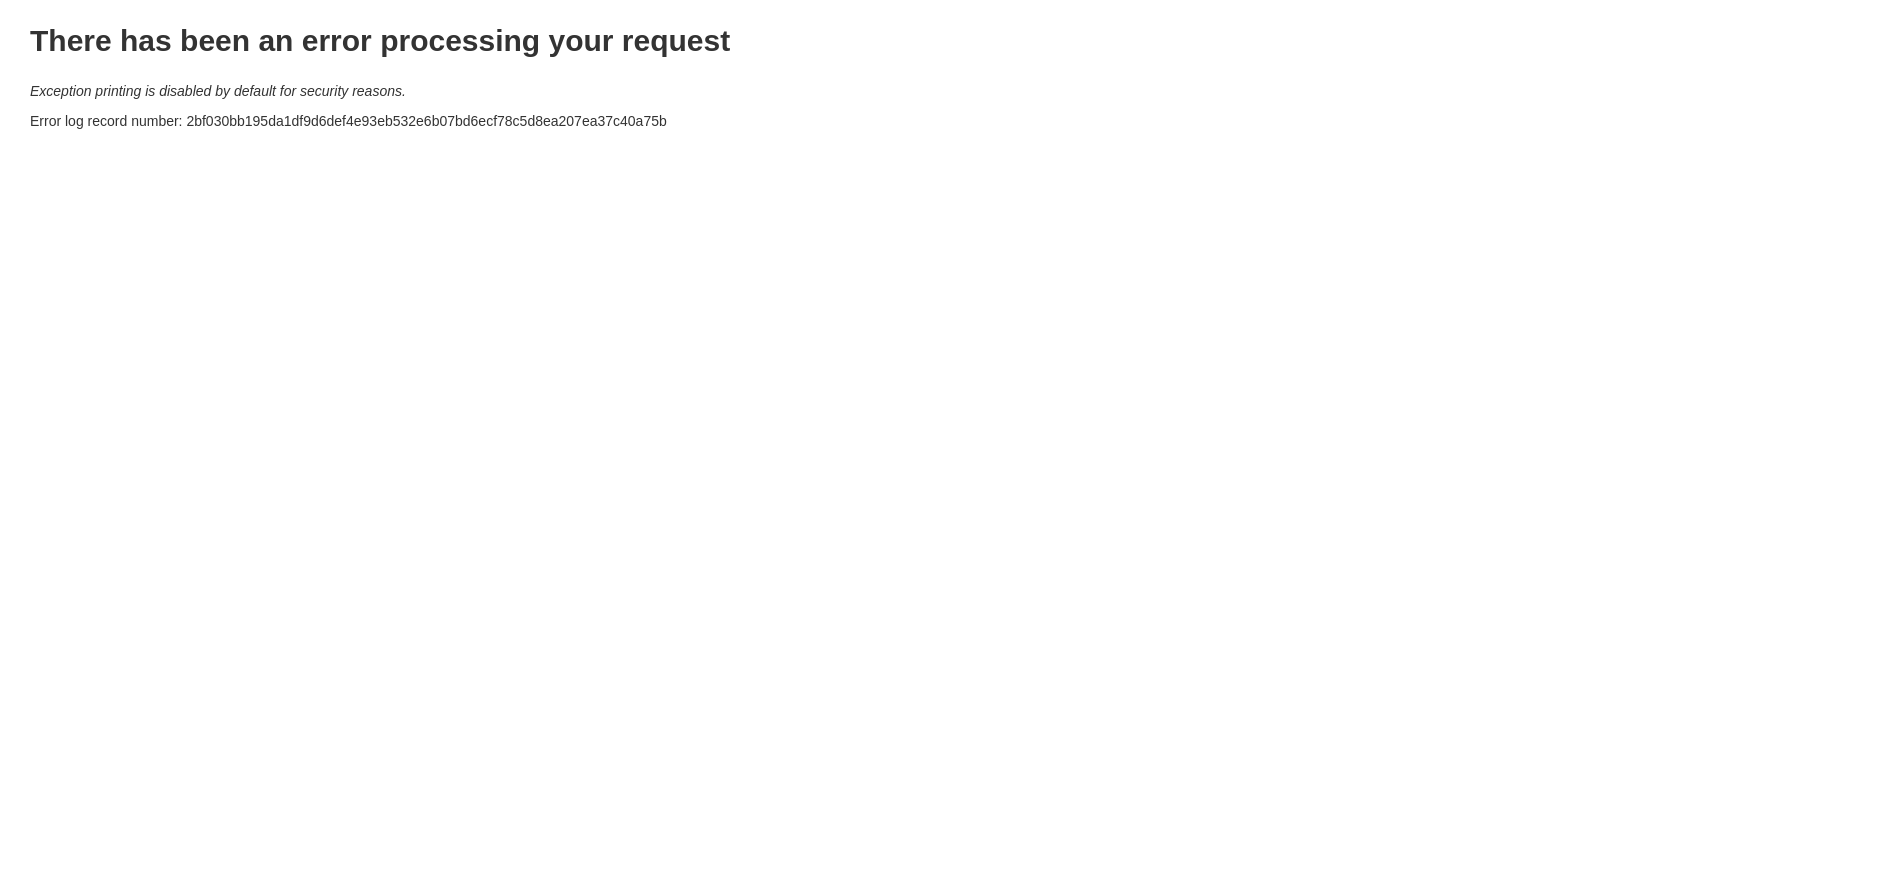 There has been an error processing your request
Exception printing is disabled by default for security reasons.
Error log record number: 2bf030bb195da1df9d6def4e93eb532e6b07bd6ecf78c5d8ea207ea37c40a75b